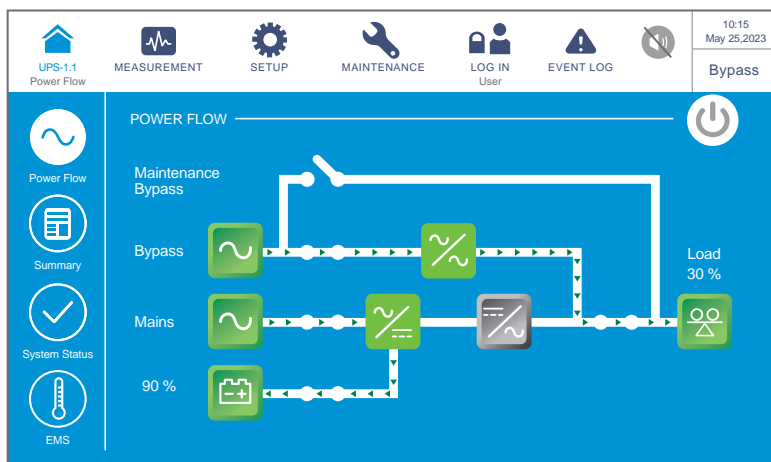 10:15
May 25,2023
UPS-1.1
Power Flow
MEASUREMENT
SETUP
MAINTENANCE
LOG IN
User
EVENT LOG
Bypass
POWER FLOW
Power Flow
Maintenance
Bypass
Summary
Bypass
Load
30 %
Mains
System Status
90 %
EMS